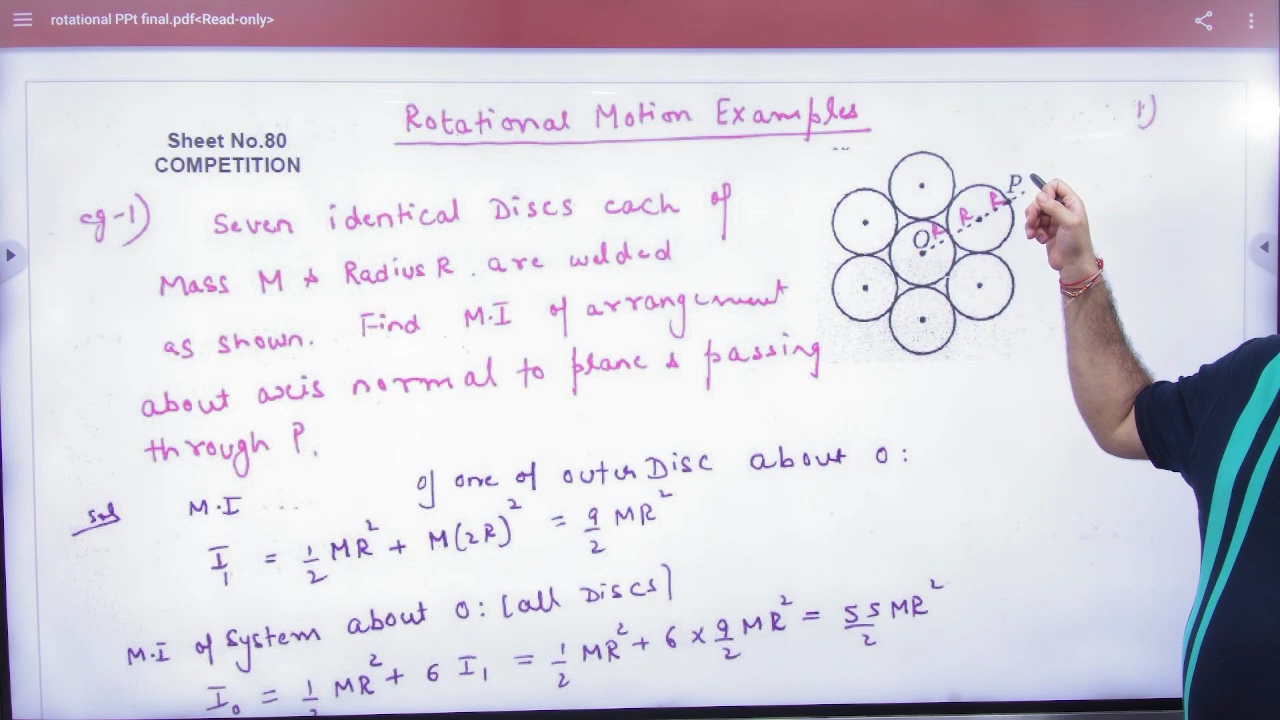 rotational PPt final.pdf<Read-only>
Rotational Motion Examples
1)
Sheet No.80
COMPETITION
eg-1) Seven identical Discs each of
Mass M & Radius R. are welded
as shown. Find M.I of arrangement
about axis normal to plane & passing
through P.
P.
R
R
R
O
Sol M.I of one of outer Disc about O:
I₁ = 1/2 MR² + M(2R)² = 9/2 MR²
M.I of System about O: [all Discs]
I₀ = 1/2 MR² + 6 I₁ = 1/2 MR² + 6 × 9/2 MR² = 55/2 MR²